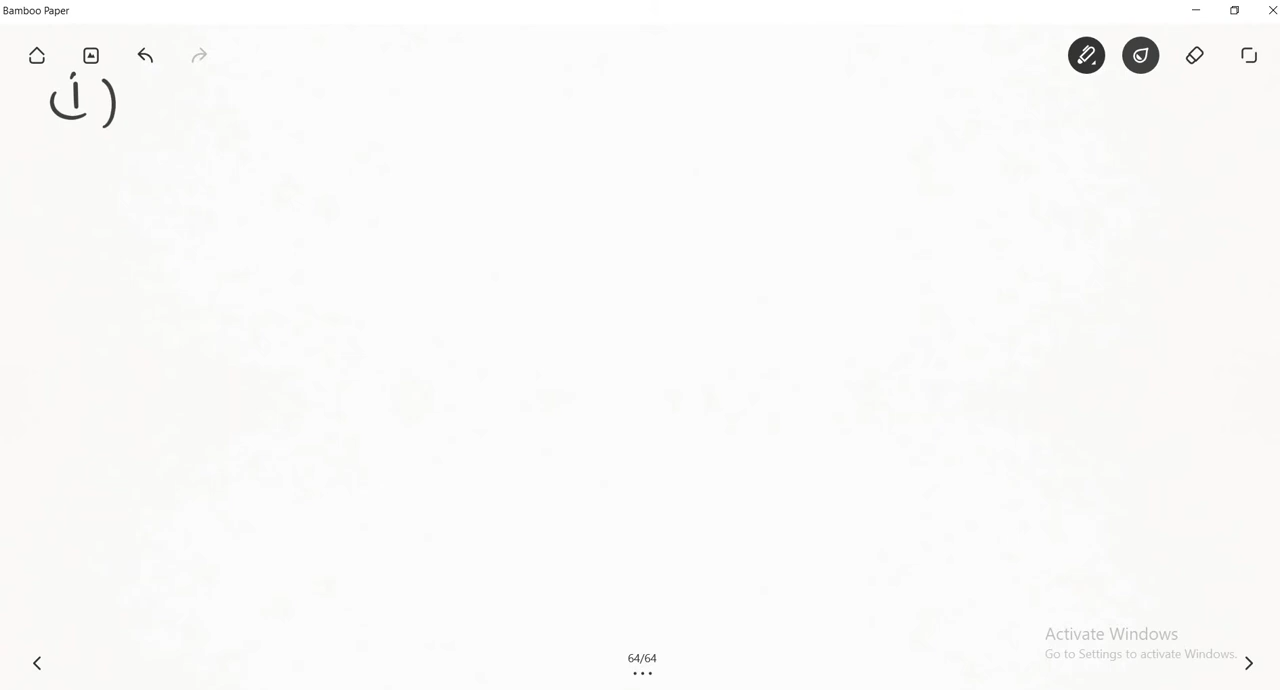 Bamboo Paper
(i)
Activate Windows
Go to Settings to activate Windows.
64/64